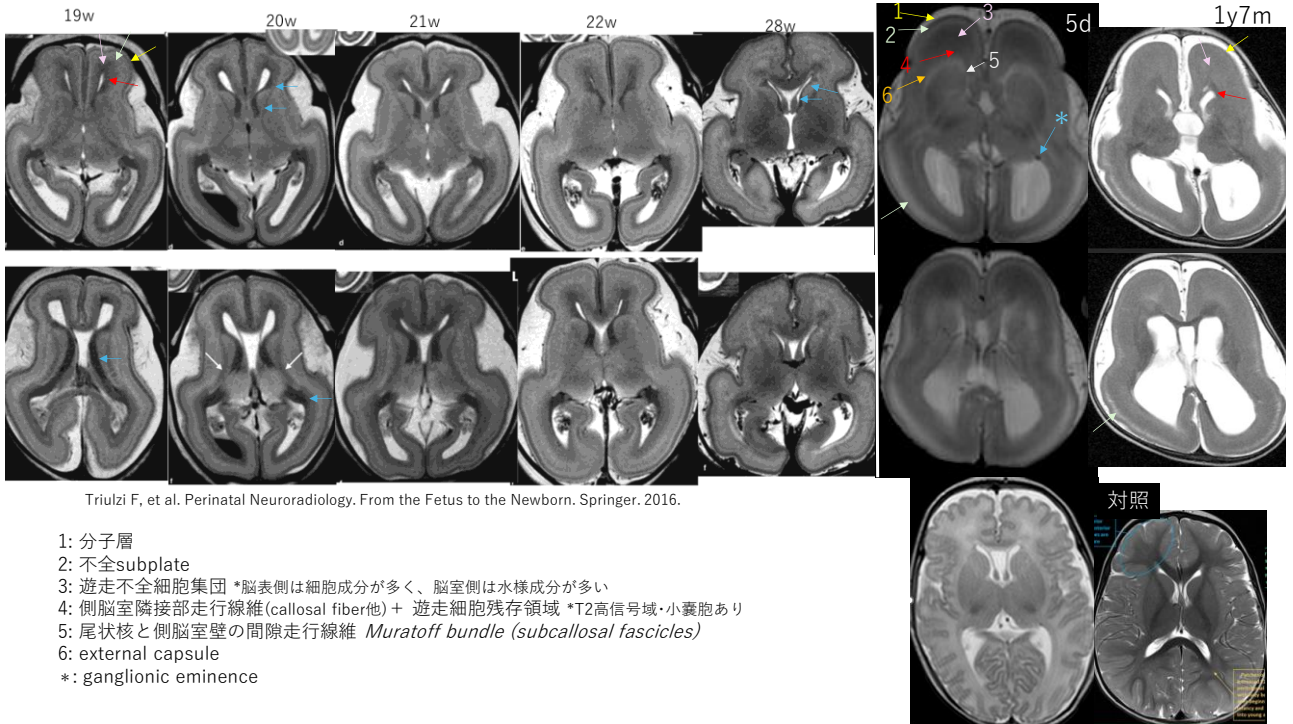 19w
20w
21w
22w
28w
5d
1y7m
1
2
3
4
5
6
*
L
d
d
e
f
f
Triulzi F, et al. Perinatal Neuroradiology. From the Fetus to the Newborn. Springer. 2016.
対照
1: 分子層
2: 不全subplate
3: 遊走不全細胞集団 *脳表側は細胞成分が多く、脳室側は水様成分が多い
4: 側脳室隣接部走行線維(callosal fiber他)＋ 遊走細胞残存領域 *T2高信号域･小嚢胞あり
5: 尾状核と側脳室壁の間隙走行線維 Muratoff bundle (subcallosal fascicles)
6: external capsule
*: ganglionic eminence